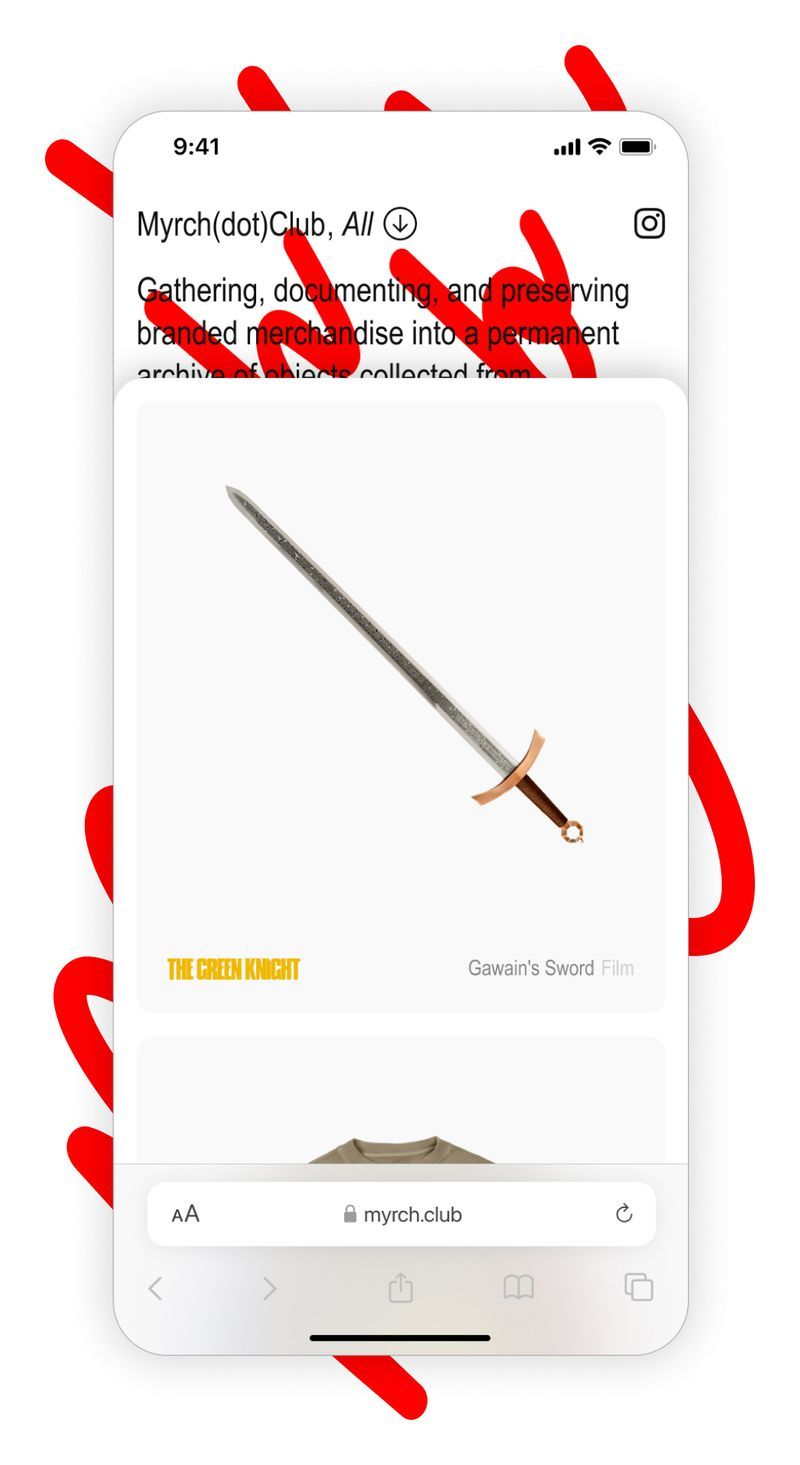 9:41
Myrch(dot)Club, All
Gathering, documenting, and preserving
branded merchandise into a permanent
archive of objects collected from
THE GREEN KNIGHT
Gawain's Sword Film
AA
myrch.club